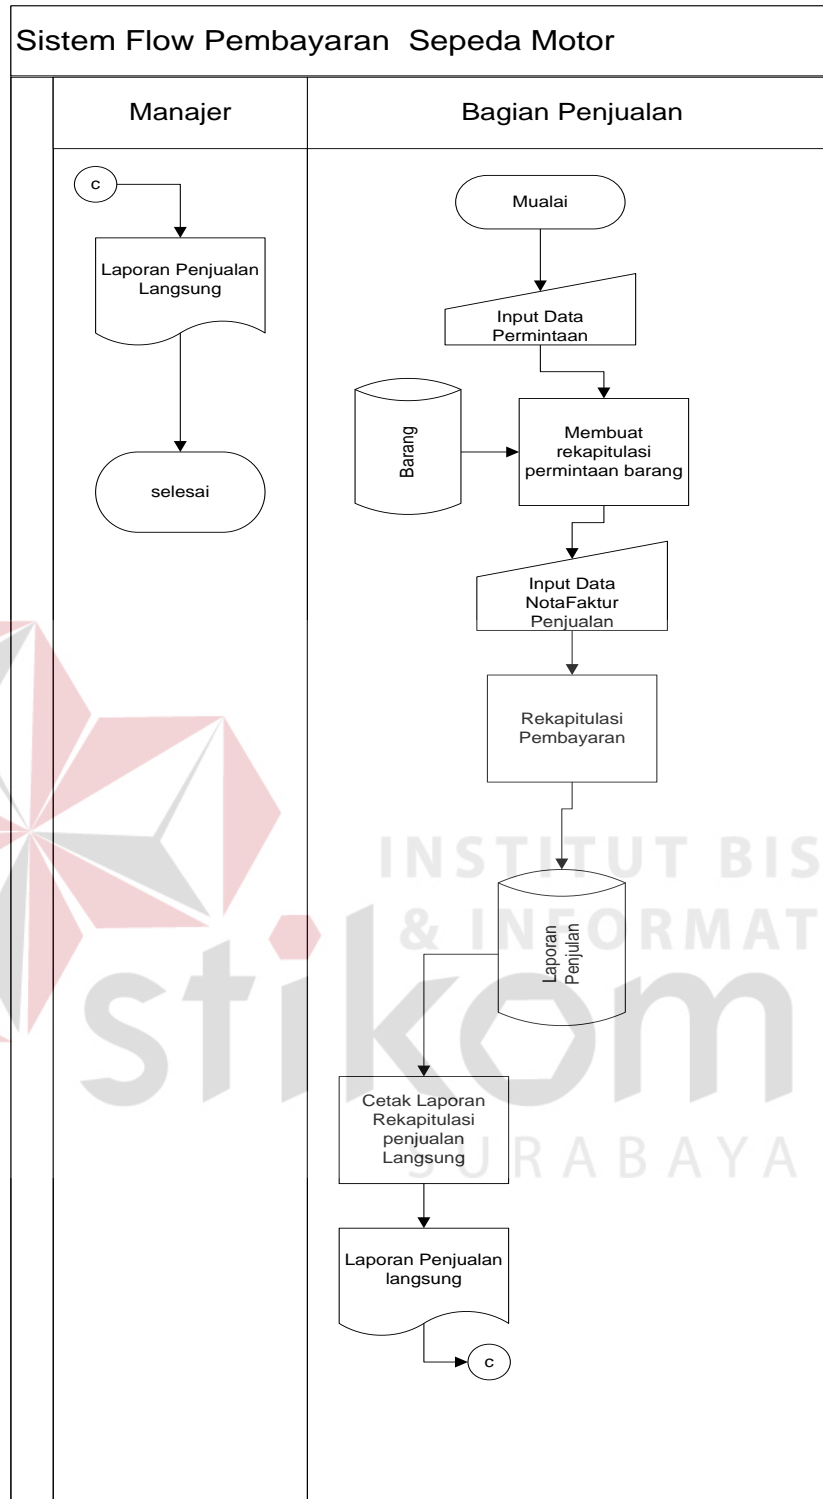 Sistem Flow Pembayaran Sepeda Motor
Manajer
Bagian Penjualan
c
Laporan Penjualan
Langsung
selesai
Mualai
Input Data
Permintaan
Barang
Membuat
rekapitulasi
permintaan barang
Input Data
NotaFaktur
Penjualan
Rekapitulasi
Pembayaran
Laporan
Penjulan
Cetak Laporan
Rekapitulasi
penjualan
Langsung
Laporan Penjualan
langsung
c
INSTITUT BIS
& INFORMAT
stikom
SURABAYA